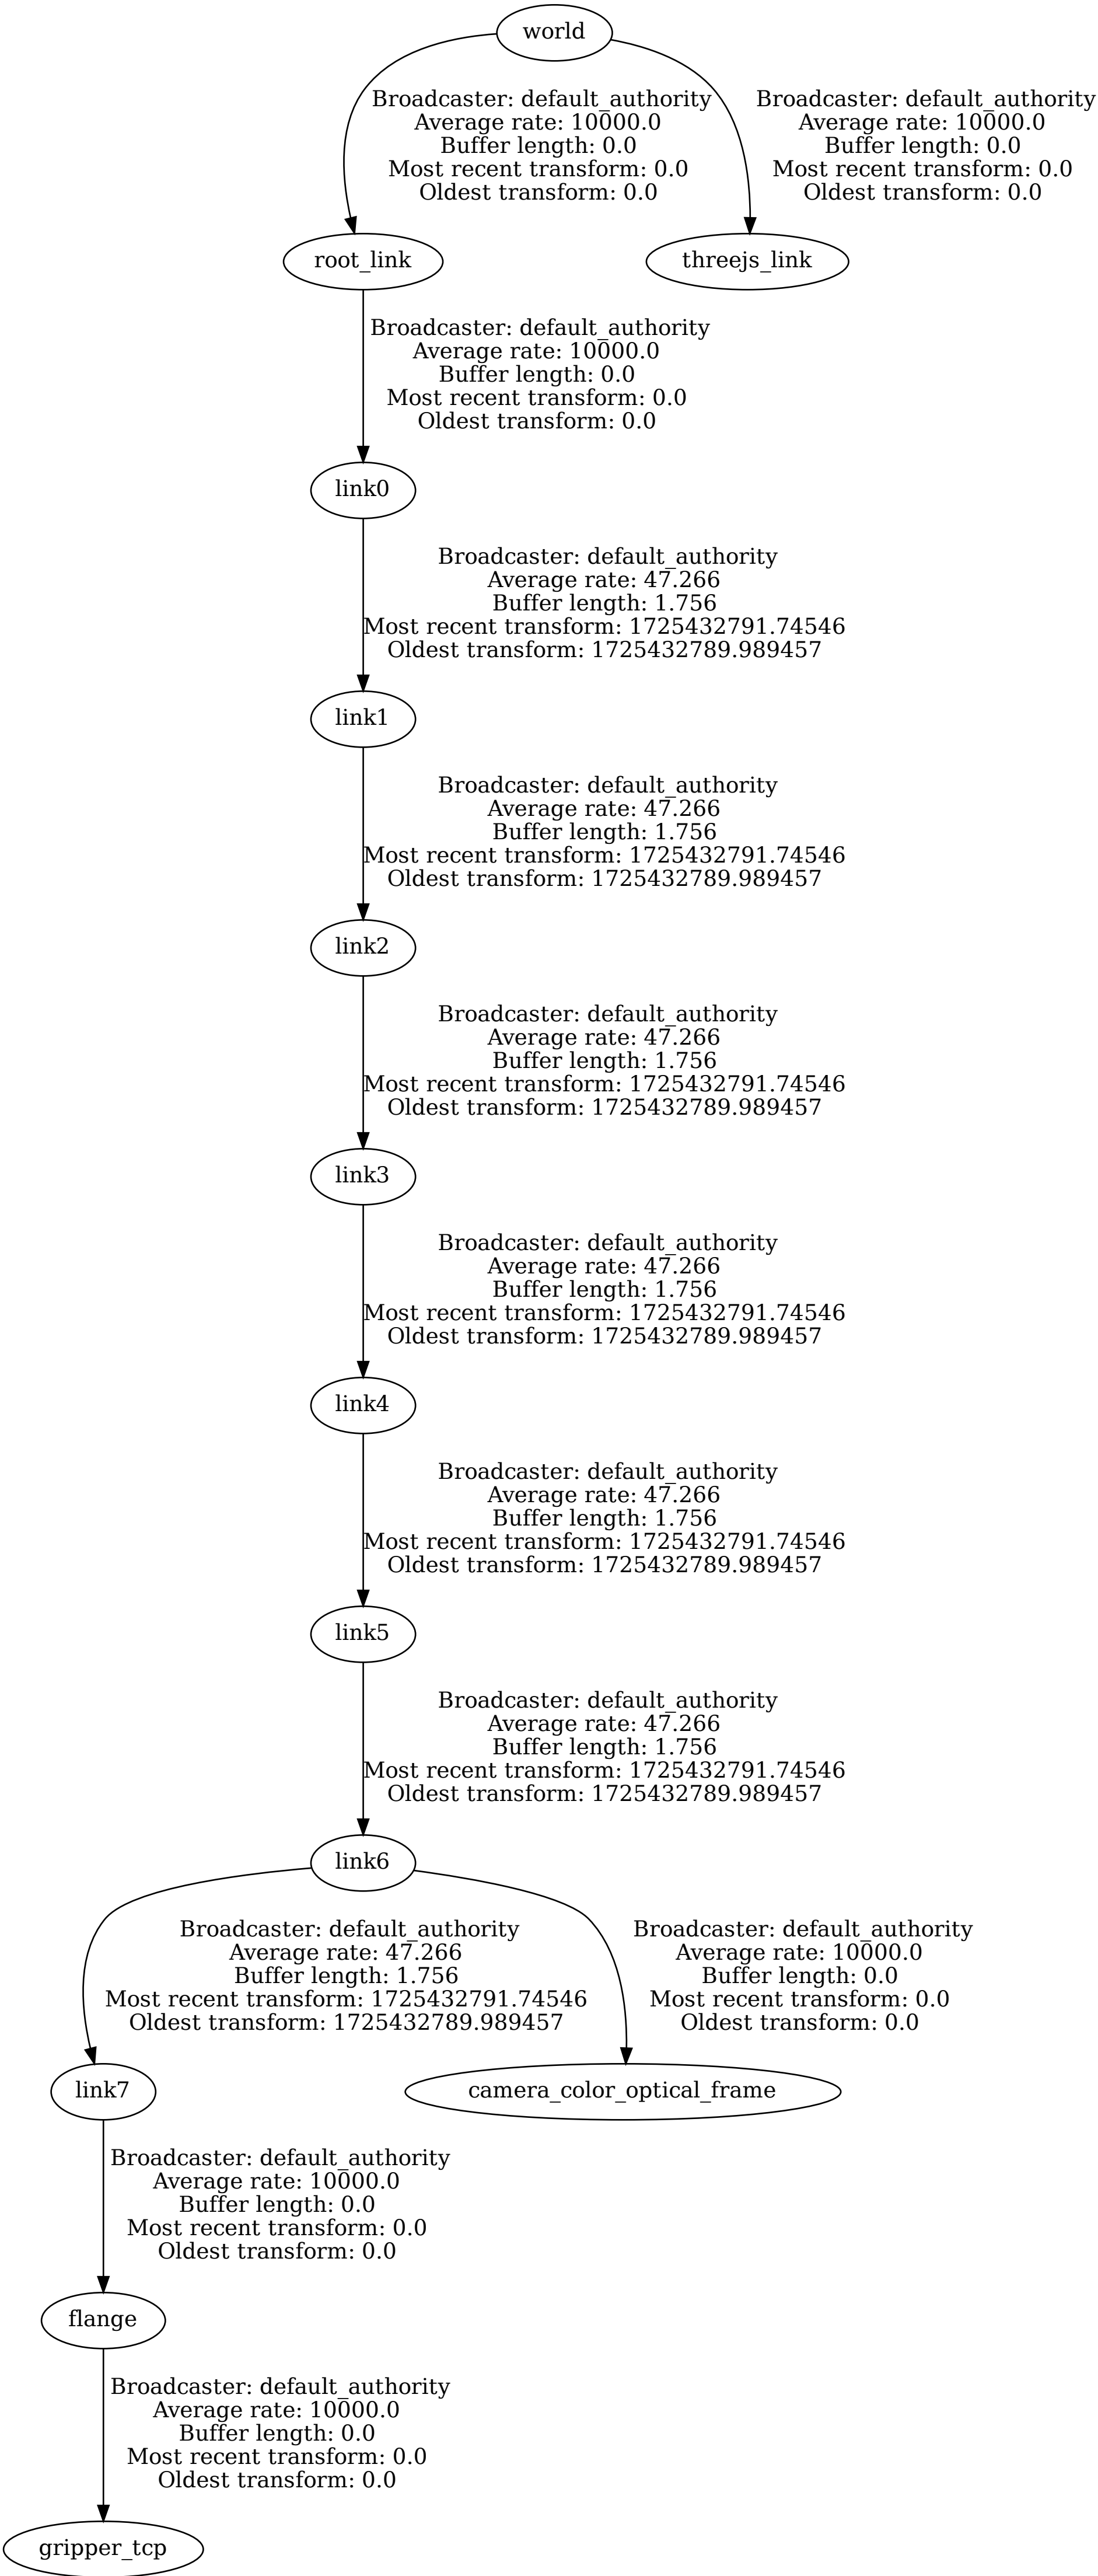 world
Broadcaster: default_authority
Average rate: 10000.0
Buffer length: 0.0
Most recent transform: 0.0
Oldest transform: 0.0
Broadcaster: default_authority
Average rate: 10000.0
Buffer length: 0.0
Most recent transform: 0.0
Oldest transform: 0.0
root_link
threejs_link
Broadcaster: default_authority
Average rate: 10000.0
Buffer length: 0.0
Most recent transform: 0.0
Oldest transform: 0.0
link0
Broadcaster: default_authority
Average rate: 47.266
Buffer length: 1.756
Most recent transform: 1725432791.74546
Oldest transform: 1725432789.989457
link1
Broadcaster: default_authority
Average rate: 47.266
Buffer length: 1.756
Most recent transform: 1725432791.74546
Oldest transform: 1725432789.989457
link2
Broadcaster: default_authority
Average rate: 47.266
Buffer length: 1.756
Most recent transform: 1725432791.74546
Oldest transform: 1725432789.989457
link3
Broadcaster: default_authority
Average rate: 47.266
Buffer length: 1.756
Most recent transform: 1725432791.74546
Oldest transform: 1725432789.989457
link4
Broadcaster: default_authority
Average rate: 47.266
Buffer length: 1.756
Most recent transform: 1725432791.74546
Oldest transform: 1725432789.989457
link5
Broadcaster: default_authority
Average rate: 47.266
Buffer length: 1.756
Most recent transform: 1725432791.74546
Oldest transform: 1725432789.989457
link6
Broadcaster: default_authority
Average rate: 47.266
Buffer length: 1.756
Most recent transform: 1725432791.74546
Oldest transform: 1725432789.989457
Broadcaster: default_authority
Average rate: 10000.0
Buffer length: 0.0
Most recent transform: 0.0
Oldest transform: 0.0
link7
camera_color_optical_frame
Broadcaster: default_authority
Average rate: 10000.0
Buffer length: 0.0
Most recent transform: 0.0
Oldest transform: 0.0
flange
Broadcaster: default_authority
Average rate: 10000.0
Buffer length: 0.0
Most recent transform: 0.0
Oldest transform: 0.0
gripper_tcp